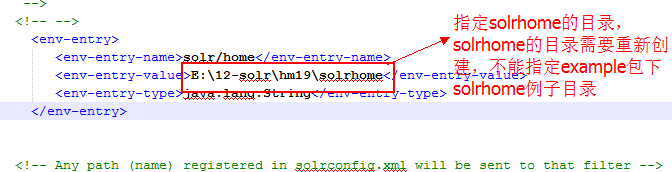 -->
<!-- -->
<env-entry>
<env-entry-name>solr/home</env-entry-name>
<env-entry-value>E:\12-solr\hm19\solrhome</env-entry-value>
<env-entry-type>java.lang.String</env-entry-type>
</env-entry>
指定solrhome的目录，
solrhome的目录需要重新创
建，不能指定example包下
solrhome例子目录
<!-- Any path (name) registered in solrconfig.xml will be sent to that filter -->